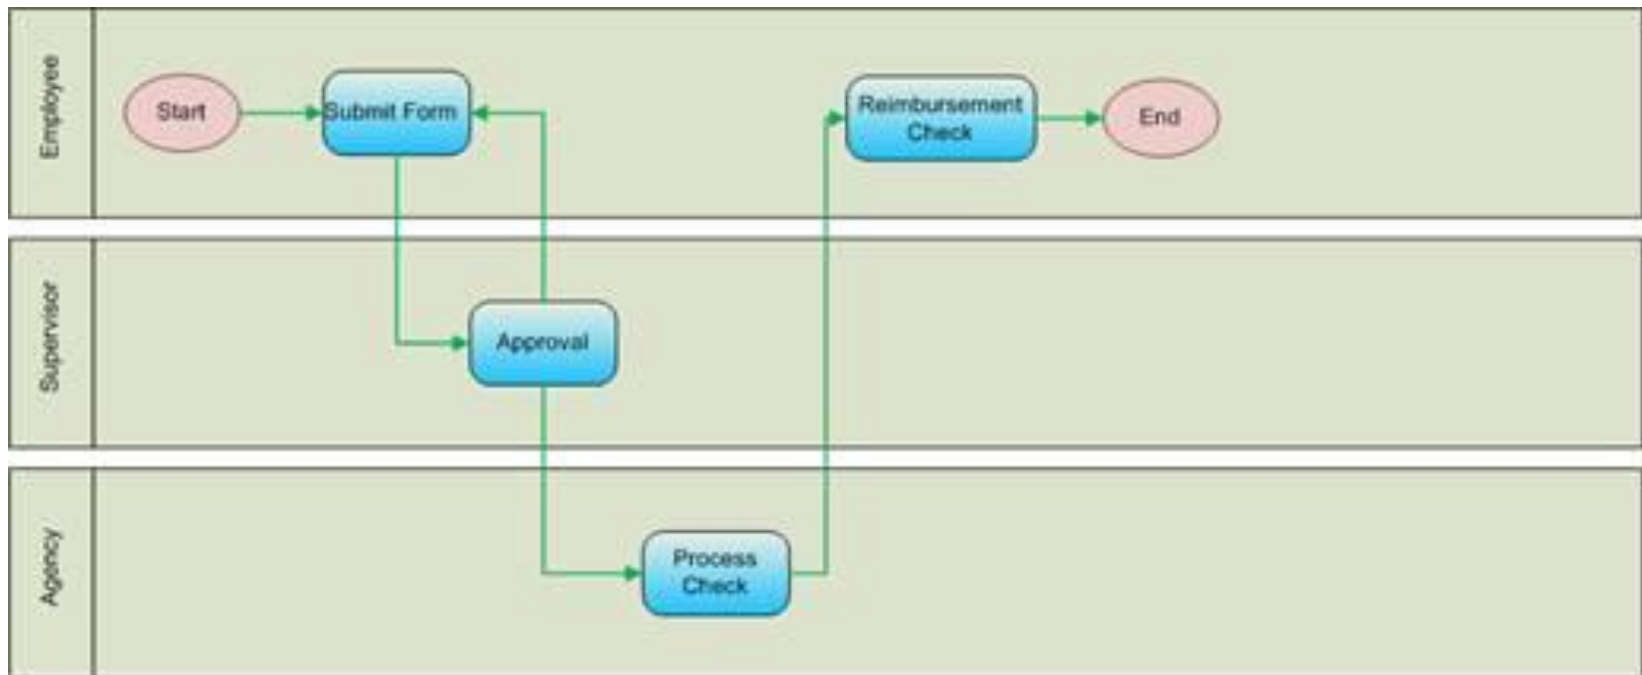 Employee
Start
Submit Form
Reimbursement
Check
End
Supervisor
Approval
Agency
Process
Check